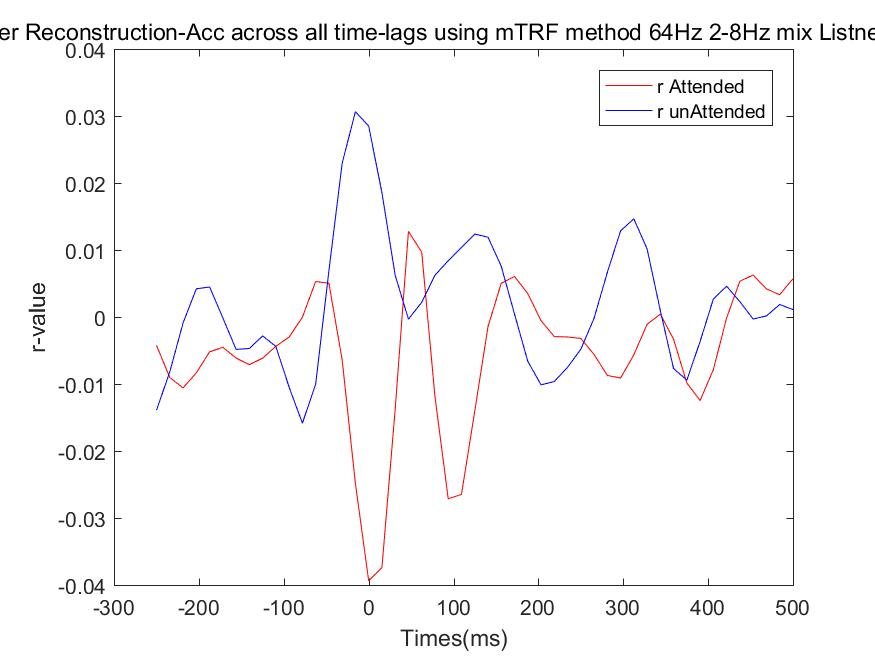 er Reconstruction-Acc across all time-lags using mTRF method 64Hz 2-8Hz mix Listne
0.04
0.03
0.02
0.01
0
-0.01
-0.02
-0.03
-0.04
r-value
r Attended
r unAttended
-300 -200 -100 0 100 200 300 400 500
Times(ms)